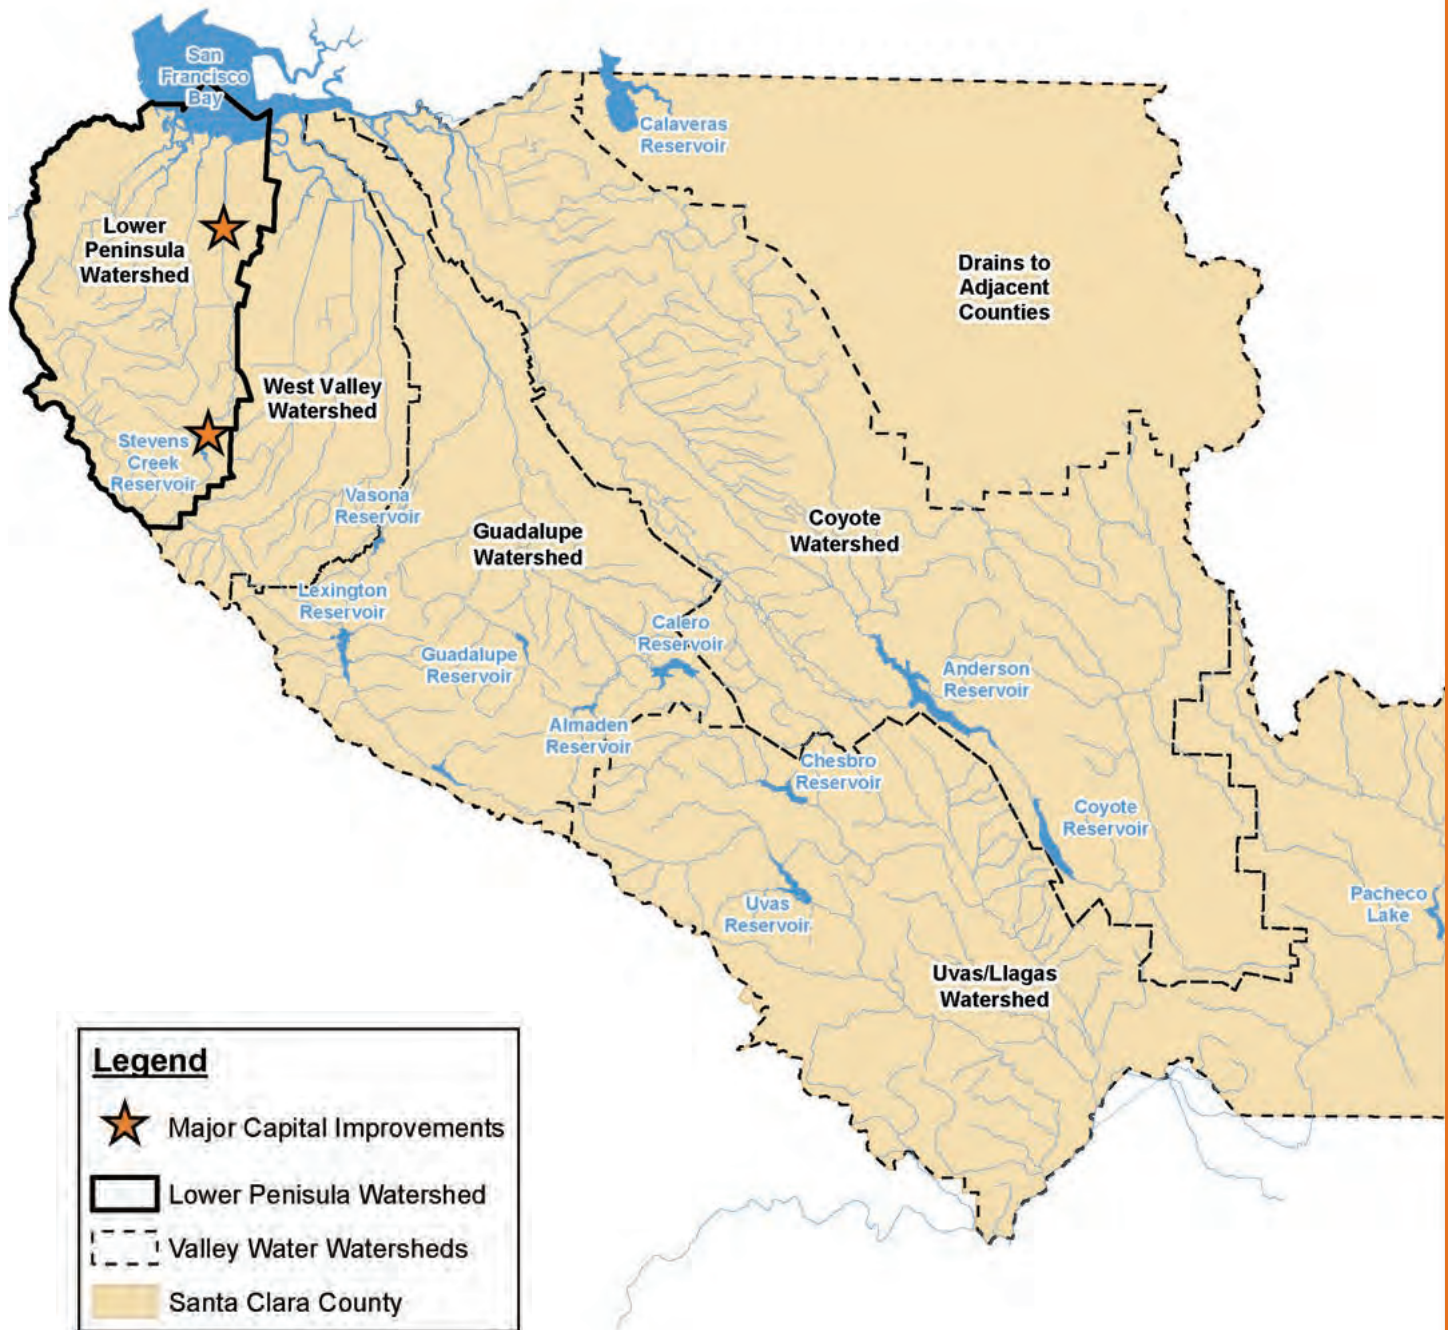 San
Francisco
Bay
Calaveras
Reservoir
Lower
Peninsula
Watershed
Drains to
Adjacent
Counties
West Valley
Watershed
Stevens
Creek
Reservoir
Vasona
Reservoir
Guadalupe
Watershed
Coyote
Watershed
Lexington
Reservoir
Calero
Reservoir
Guadalupe
Reservoir
Anderson
Reservoir
Almaden
Reservoir
Chesbro
Reservoir
Coyote
Reservoir
Uvas
Reservoir
Pacheco
Lake
Uvas/Llagas
Watershed
Legend
Major Capital Improvements
Lower Penisula Watershed
Valley Water Watersheds
Santa Clara County